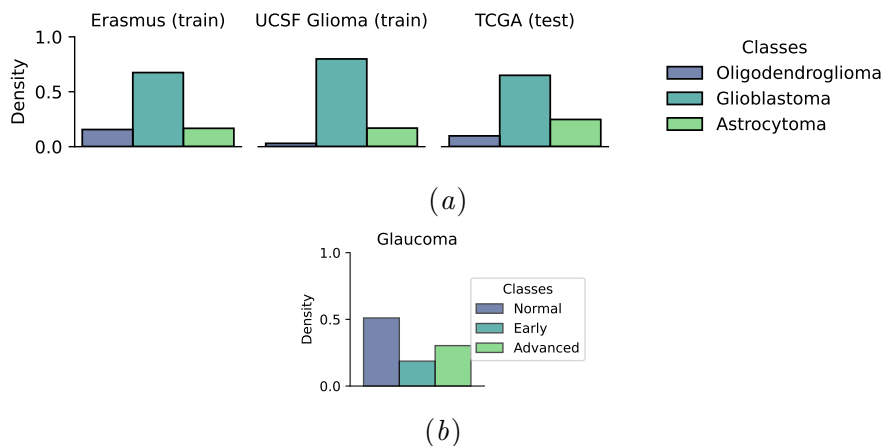 Erasmus (train)
UCSF Glioma (train)
TCGA (test)
1.0
0.5
0.0
Density
Classes
Oligodendroglioma
Glioblastoma
Astrocytoma
(a)
Glaucoma
1.0
0.5
0.0
Density
Classes
Normal
Early
Advanced
(b)